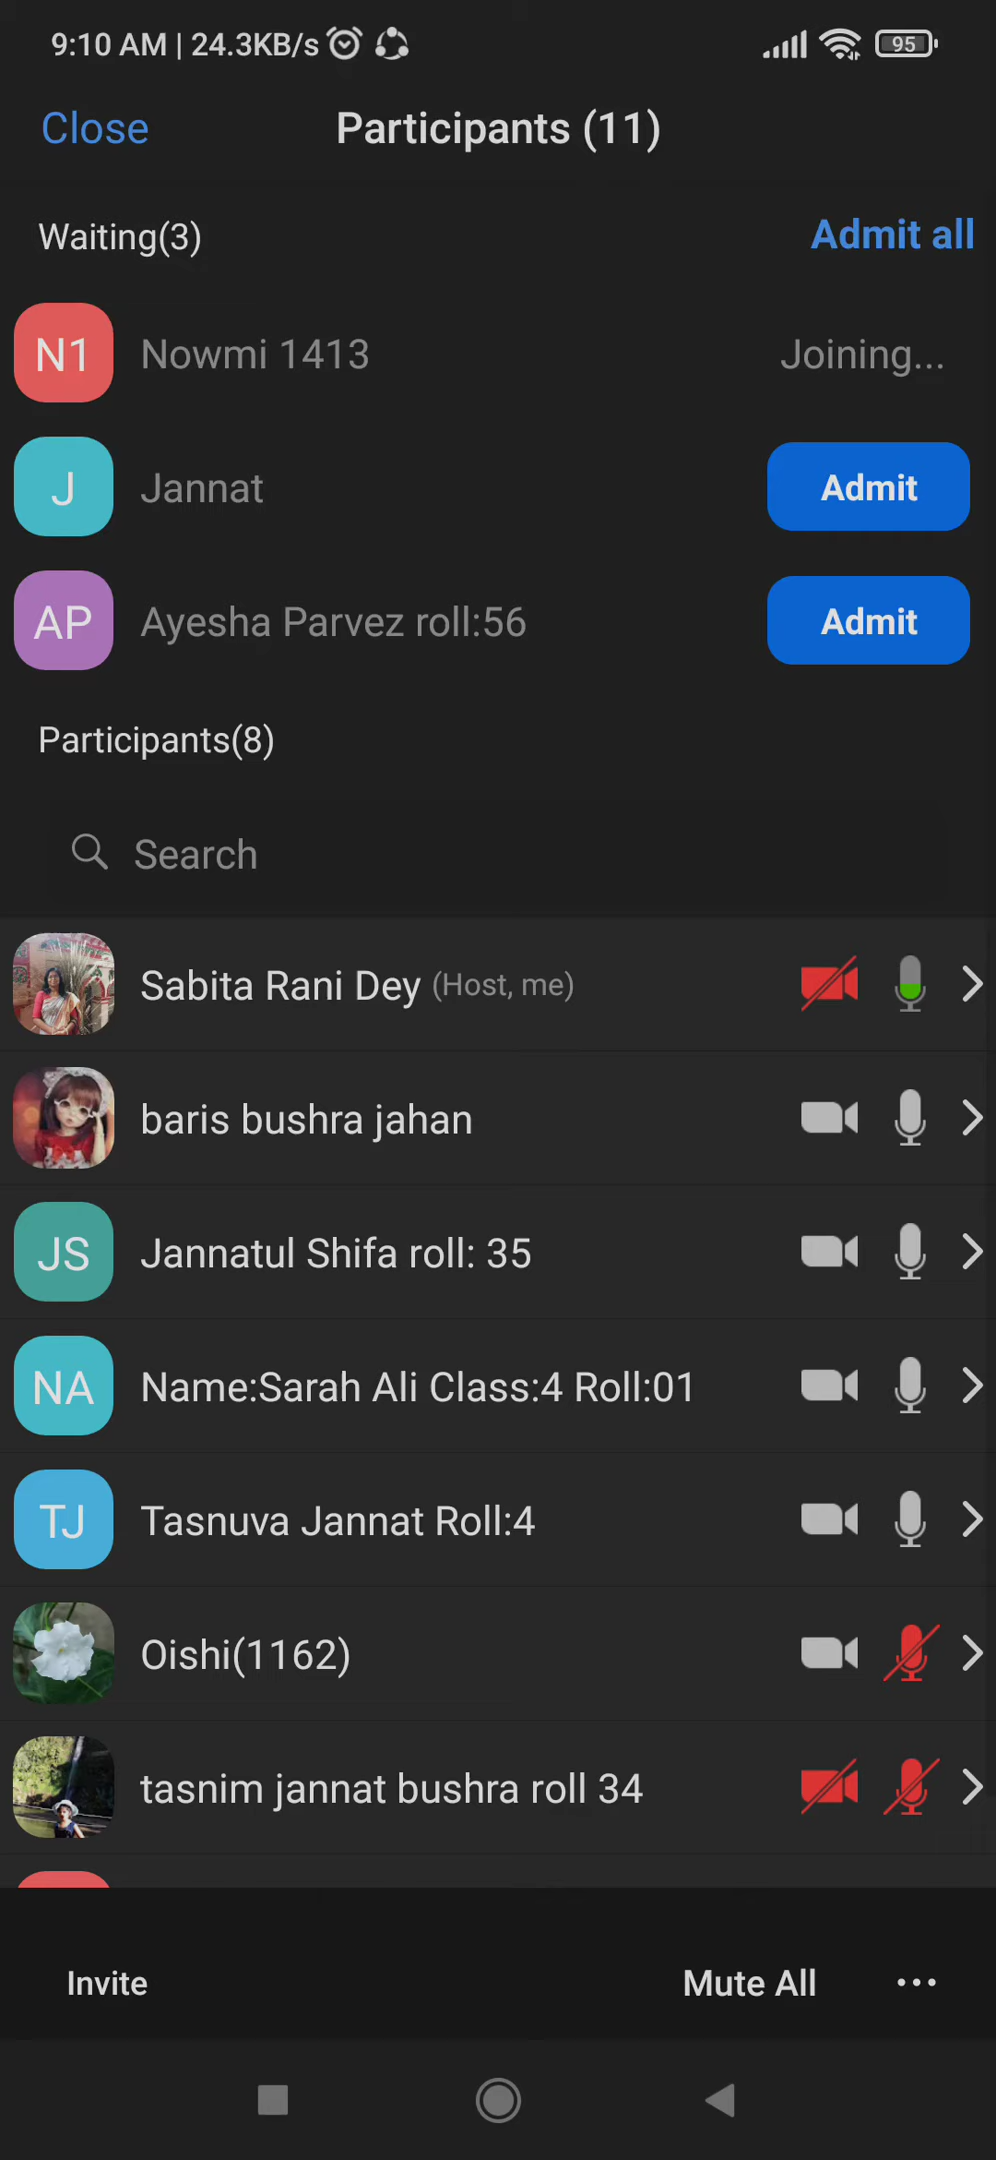 9:10 AM | 24.3KB/s 95
Close Participants (11)
Waiting(3) Admit all
N1 Nowmi 1413 Joining...
J Jannat Admit
AP Ayesha Parvez roll:56 Admit
Participants(8)
Search
Sabita Rani Dey (Host, me)
baris bushra jahan
JS Jannatul Shifa roll: 35
NA Name:Sarah Ali Class:4 Roll:01
TJ Tasnuva Jannat Roll:4
Oishi(1162)
tasnim jannat bushra roll 34
Invite Mute All ...